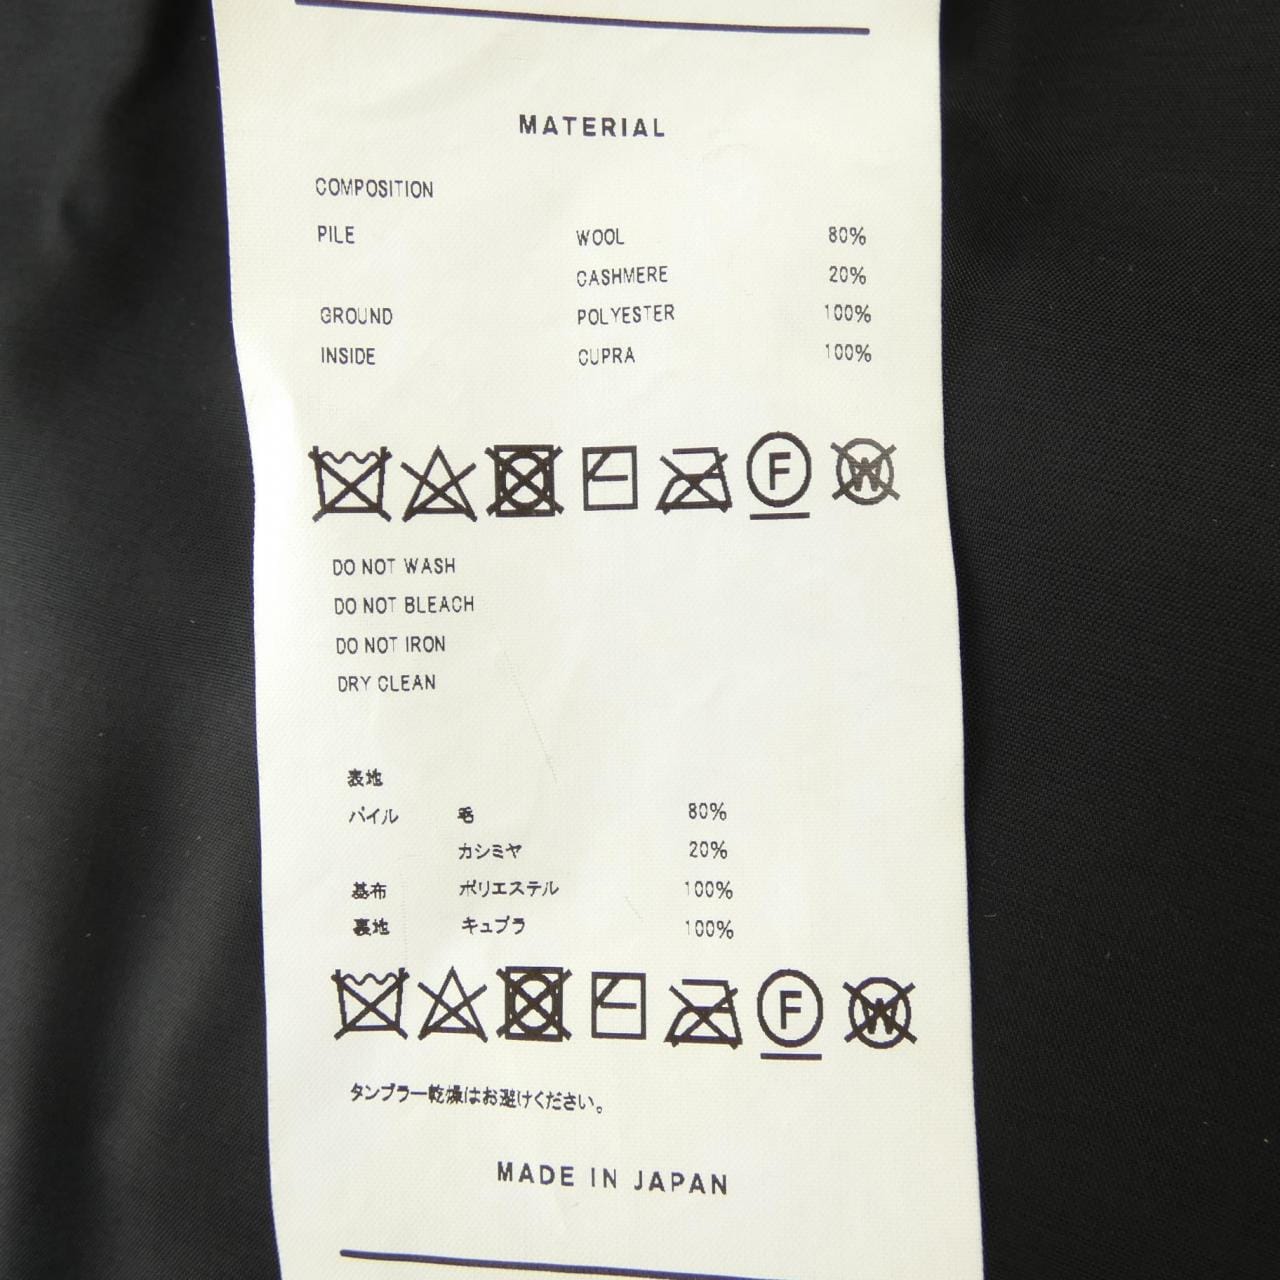 MATERIAL
COMPOSITION
PILE WOOL 80%
CASHMERE 20%
GROUND POLYESTER 100%
INSIDE CUPRA 100%
F W
DO NOT WASH
DO NOT BLEACH
DO NOT IRON
DRY CLEAN
表地
パイル 毛 80%
カシミヤ 20%
基布 ポリエステル 100%
裏地 キュプラ 100%
F W
タンブラー乾燥はお避けください。
MADE IN JAPAN